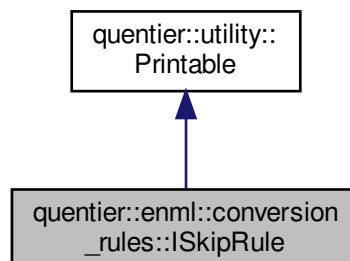 quentier::utility::
Printable
quentier::enml::conversion
_rules::ISkipRule